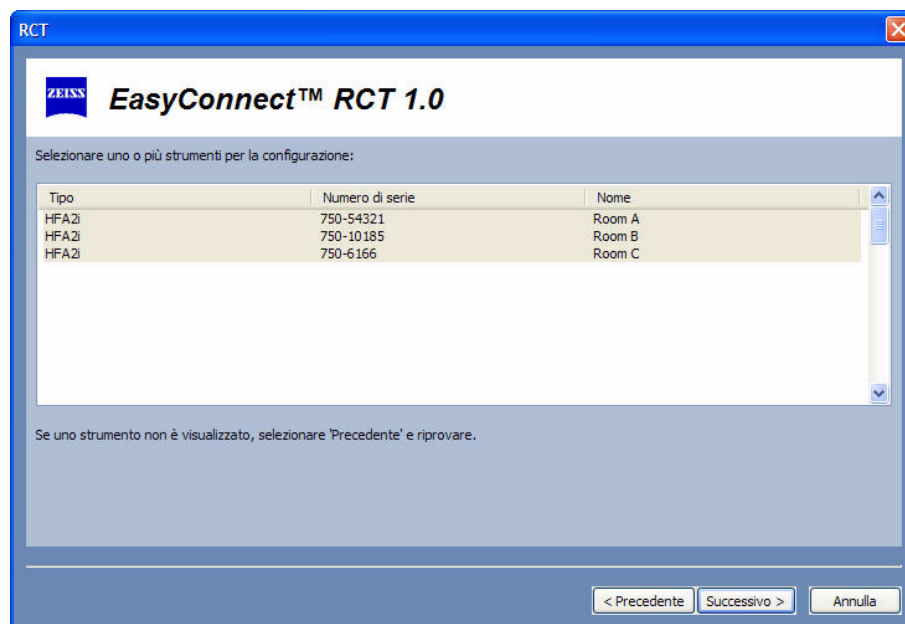 RCT
ZEISS
EasyConnect™ RCT 1.0
Selezionare uno o più strumenti per la configurazione:
Tipo Numero di serie Nome
HFA2i 750-54321 Room A
HFA2i 750-10185 Room B
HFA2i 750-6166 Room C
Se uno strumento non è visualizzato, selezionare 'Precedente' e riprovare.
< Precedente Successivo > Annulla